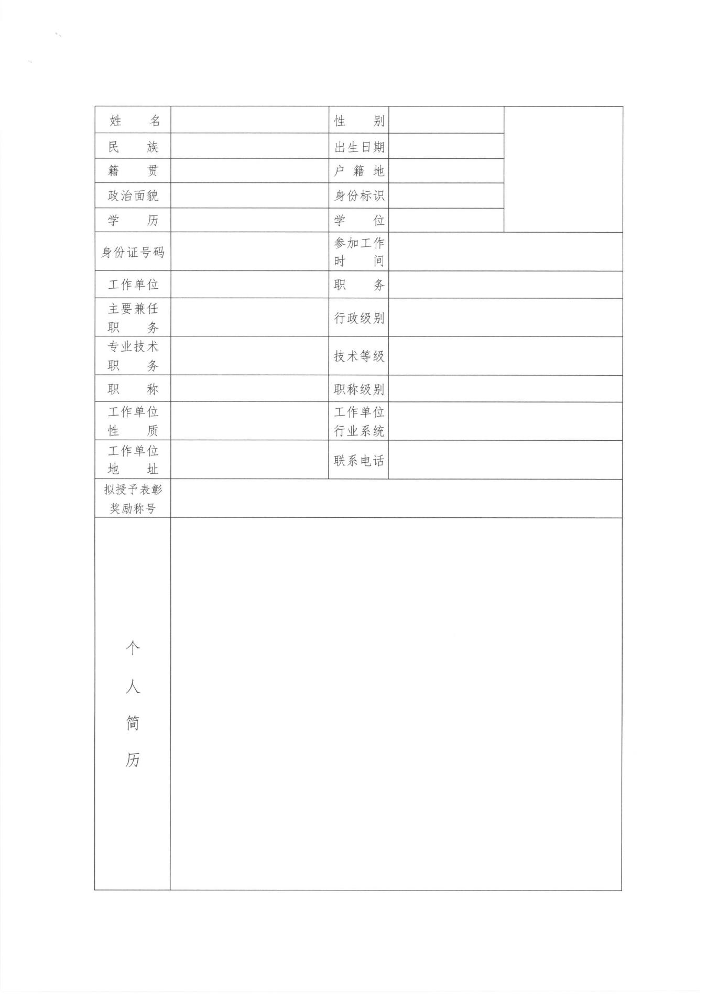 姓 名 性 别
民 族 出生日期
籍 贯 户 籍 地
政治面貌 身份标识
学 历 学 位
身份证号码 参加工作
时 间
工作单位 职 务
主要兼任
职 务 行政级别
专业技术
职 务 技术等级
职 称 职称级别
工作单位
性 质 工作单位
行业系统
工作单位
地 址 联系电话
拟授予表彰
奖励称号
个
人
简
历